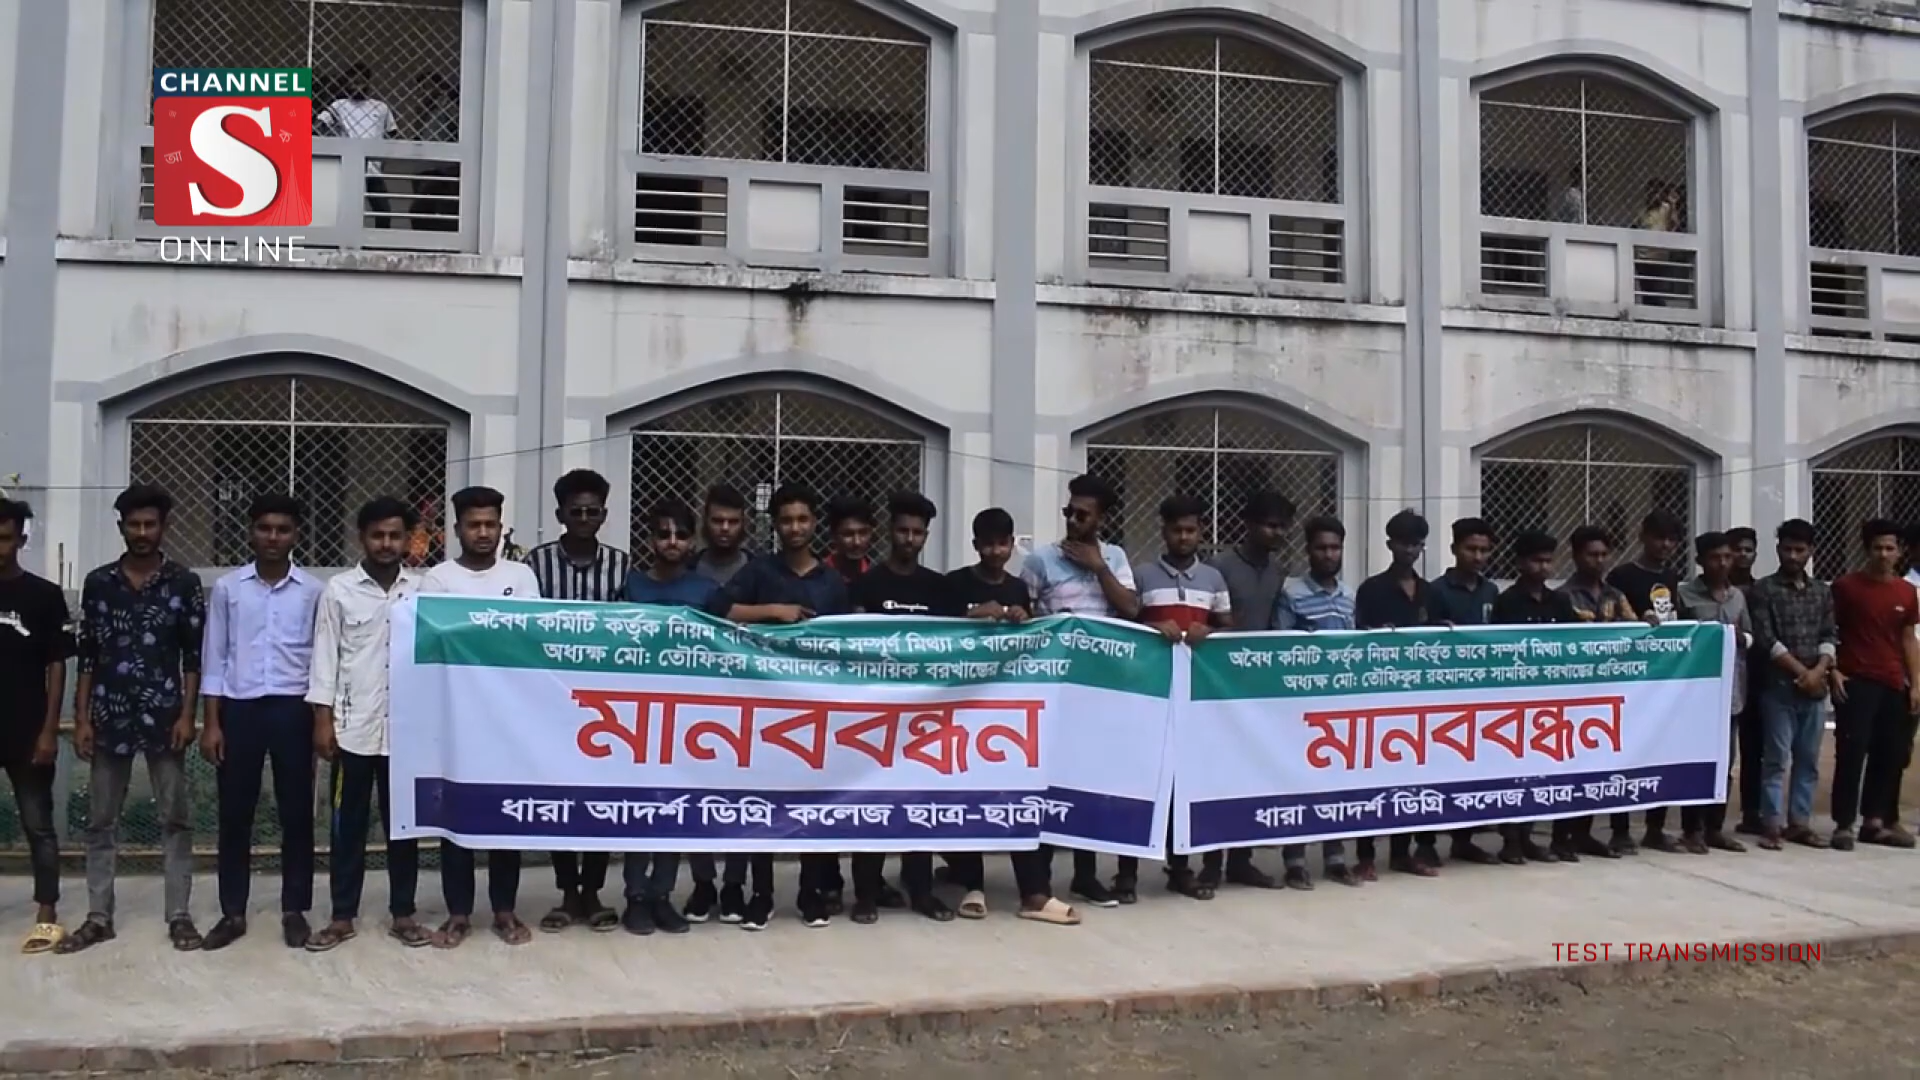 CHANNEL
S
ONLINE
অবৈধ কমিটি কর্তৃক নিয়ম বহির্ভূত ভাবে সম্পূর্ণ মিথ্যা ও বানোয়াট অভিযোগে
অধ্যক্ষ মো: তৌফিকুর রহমানকে সাময়িক বরখাস্তের প্রতিবাদে
মানববন্ধন
ধারা আদর্শ ডিগ্রি কলেজ ছাত্র-ছাত্রী
অবৈধ কমিটি কর্তৃক নিয়ম বহির্ভূত ভাবে সম্পূর্ণ মিথ্যা ও বানোয়াট অভিযোগে
অধ্যক্ষ মো: তৌফিকুর রহমানকে সাময়িক বরখাস্তের প্রতিবাদে
মানববন্ধন
ধারা আদর্শ ডিগ্রি কলেজ ছাত্র-ছাত্রীবৃন্দ
TEST TRANSMISSION